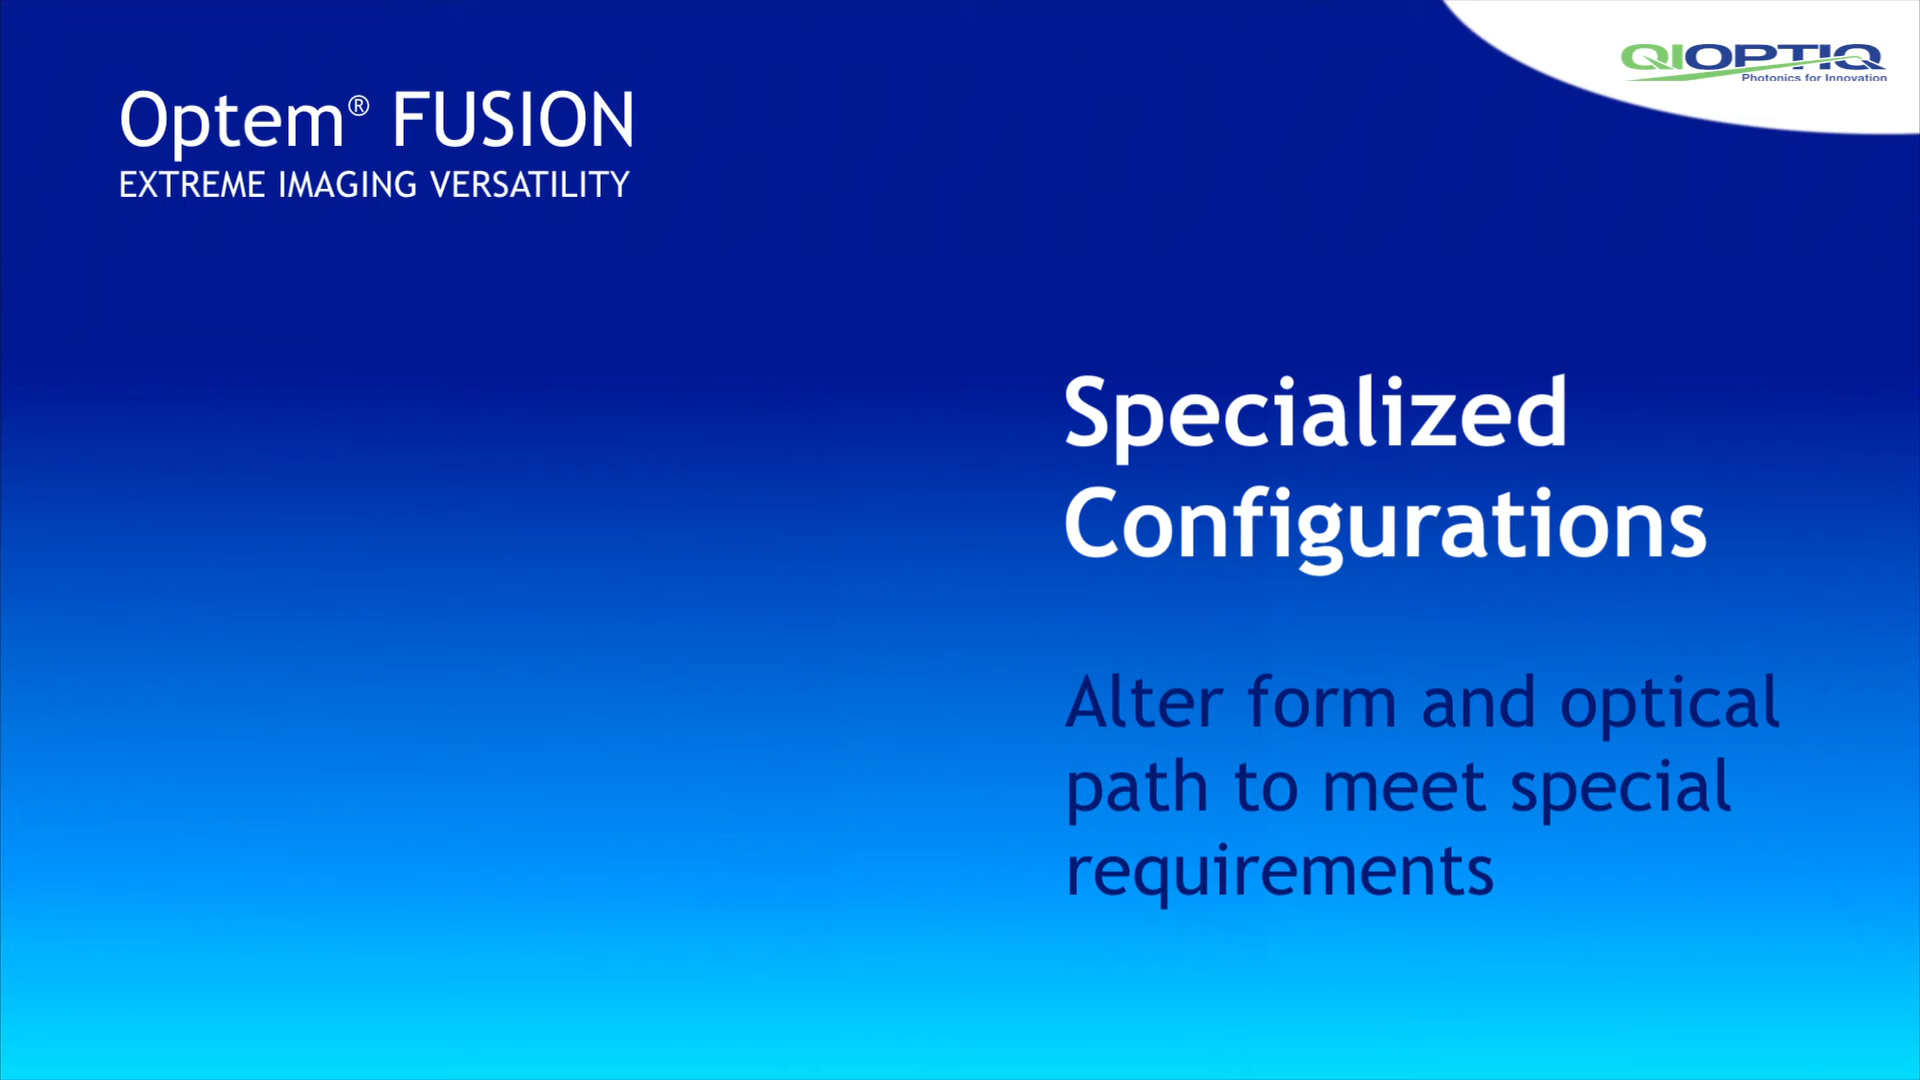 Optem® FUSION
EXTREME IMAGING VERSATILITY
QIOPTIQ
Photonics for Innovation
Specialized
Configurations
Alter form and optical
path to meet special
requirements